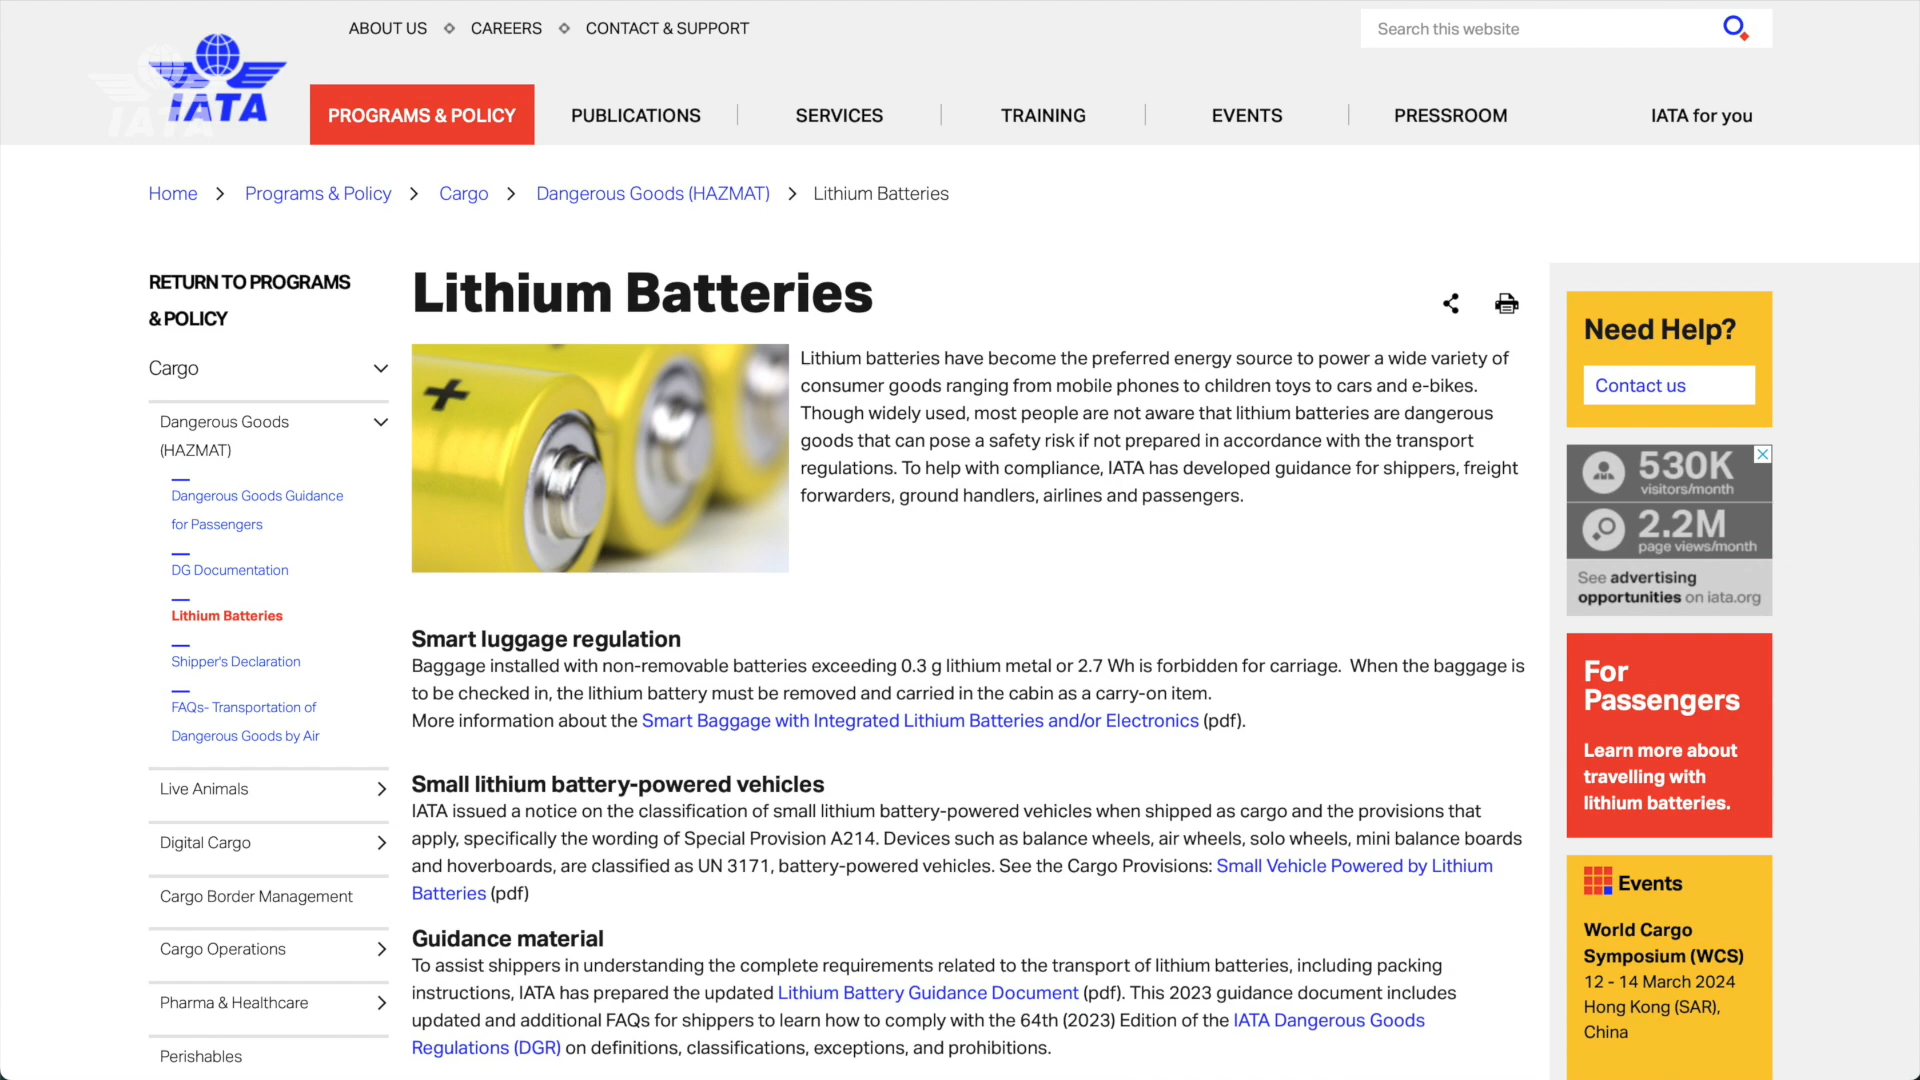 ABOUT US
CAREERS
CONTACT & SUPPORT
Search this website
IATA
IATA
PROGRAMS & POLICY
PUBLICATIONS
SERVICES
TRAINING
EVENTS
PRESSROOM
IATA for you
Home
Programs & Policy
Cargo
Dangerous Goods (HAZMAT)
Lithium Batteries
RETURN TO PROGRAMS
& POLICY
Cargo
Dangerous Goods
(HAZMAT)
Dangerous Goods Guidance
for Passengers
DG Documentation
Lithium Batteries
Shipper's Declaration
FAQs- Transportation of
Dangerous Goods by Air
Live Animals
Digital Cargo
Cargo Border Management
Cargo Operations
Pharma & Healthcare
Perishables
Lithium Batteries
Lithium batteries have become the preferred energy source to power a wide variety of
consumer goods ranging from mobile phones to children toys to cars and e-bikes.
Though widely used, most people are not aware that lithium batteries are dangerous
goods that can pose a safety risk if not prepared in accordance with the transport
regulations. To help with compliance, IATA has developed guidance for shippers, freight
forwarders, ground handlers, airlines and passengers.
Smart luggage regulation
Baggage installed with non-removable batteries exceeding 0.3 g lithium metal or 2.7 Wh is forbidden for carriage.  When the baggage is
to be checked in, the lithium battery must be removed and carried in the cabin as a carry-on item.
More information about the Smart Baggage with Integrated Lithium Batteries and/or Electronics (pdf).
Small lithium battery-powered vehicles
IATA issued a notice on the classification of small lithium battery-powered vehicles when shipped as cargo and the provisions that
apply, specifically the wording of Special Provision A214. Devices such as balance wheels, air wheels, solo wheels, mini balance boards
and hoverboards, are classified as UN 3171, battery-powered vehicles. See the Cargo Provisions: Small Vehicle Powered by Lithium
Batteries (pdf)
Guidance material
To assist shippers in understanding the complete requirements related to the transport of lithium batteries, including packing
instructions, IATA has prepared the updated Lithium Battery Guidance Document (pdf). This 2023 guidance document includes
updated and additional FAQs for shippers to learn how to comply with the 64th (2023) Edition of the IATA Dangerous Goods
Regulations (DGR) on definitions, classifications, exceptions, and prohibitions.
Need Help?
Contact us
530K
visitors/month
2.2M
page views/month
See advertising
opportunities on iata.org
For
Passengers
Learn more about
travelling with
lithium batteries.
Events
World Cargo
Symposium (WCS)
12 - 14 March 2024
Hong Kong (SAR),
China